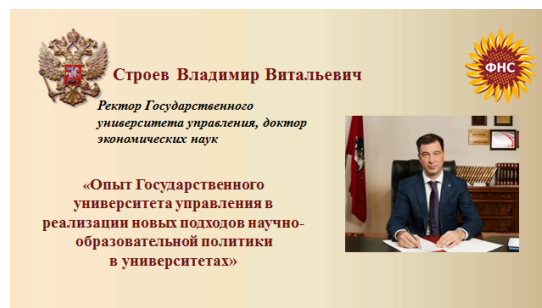 ФНС
Строев Владимир Витальевич
Ректор Государственного
университета управления, доктор
экономических наук
«Опыт Государственного
университета управления в
реализации новых подходов научно-
образовательной политики
в университетах»